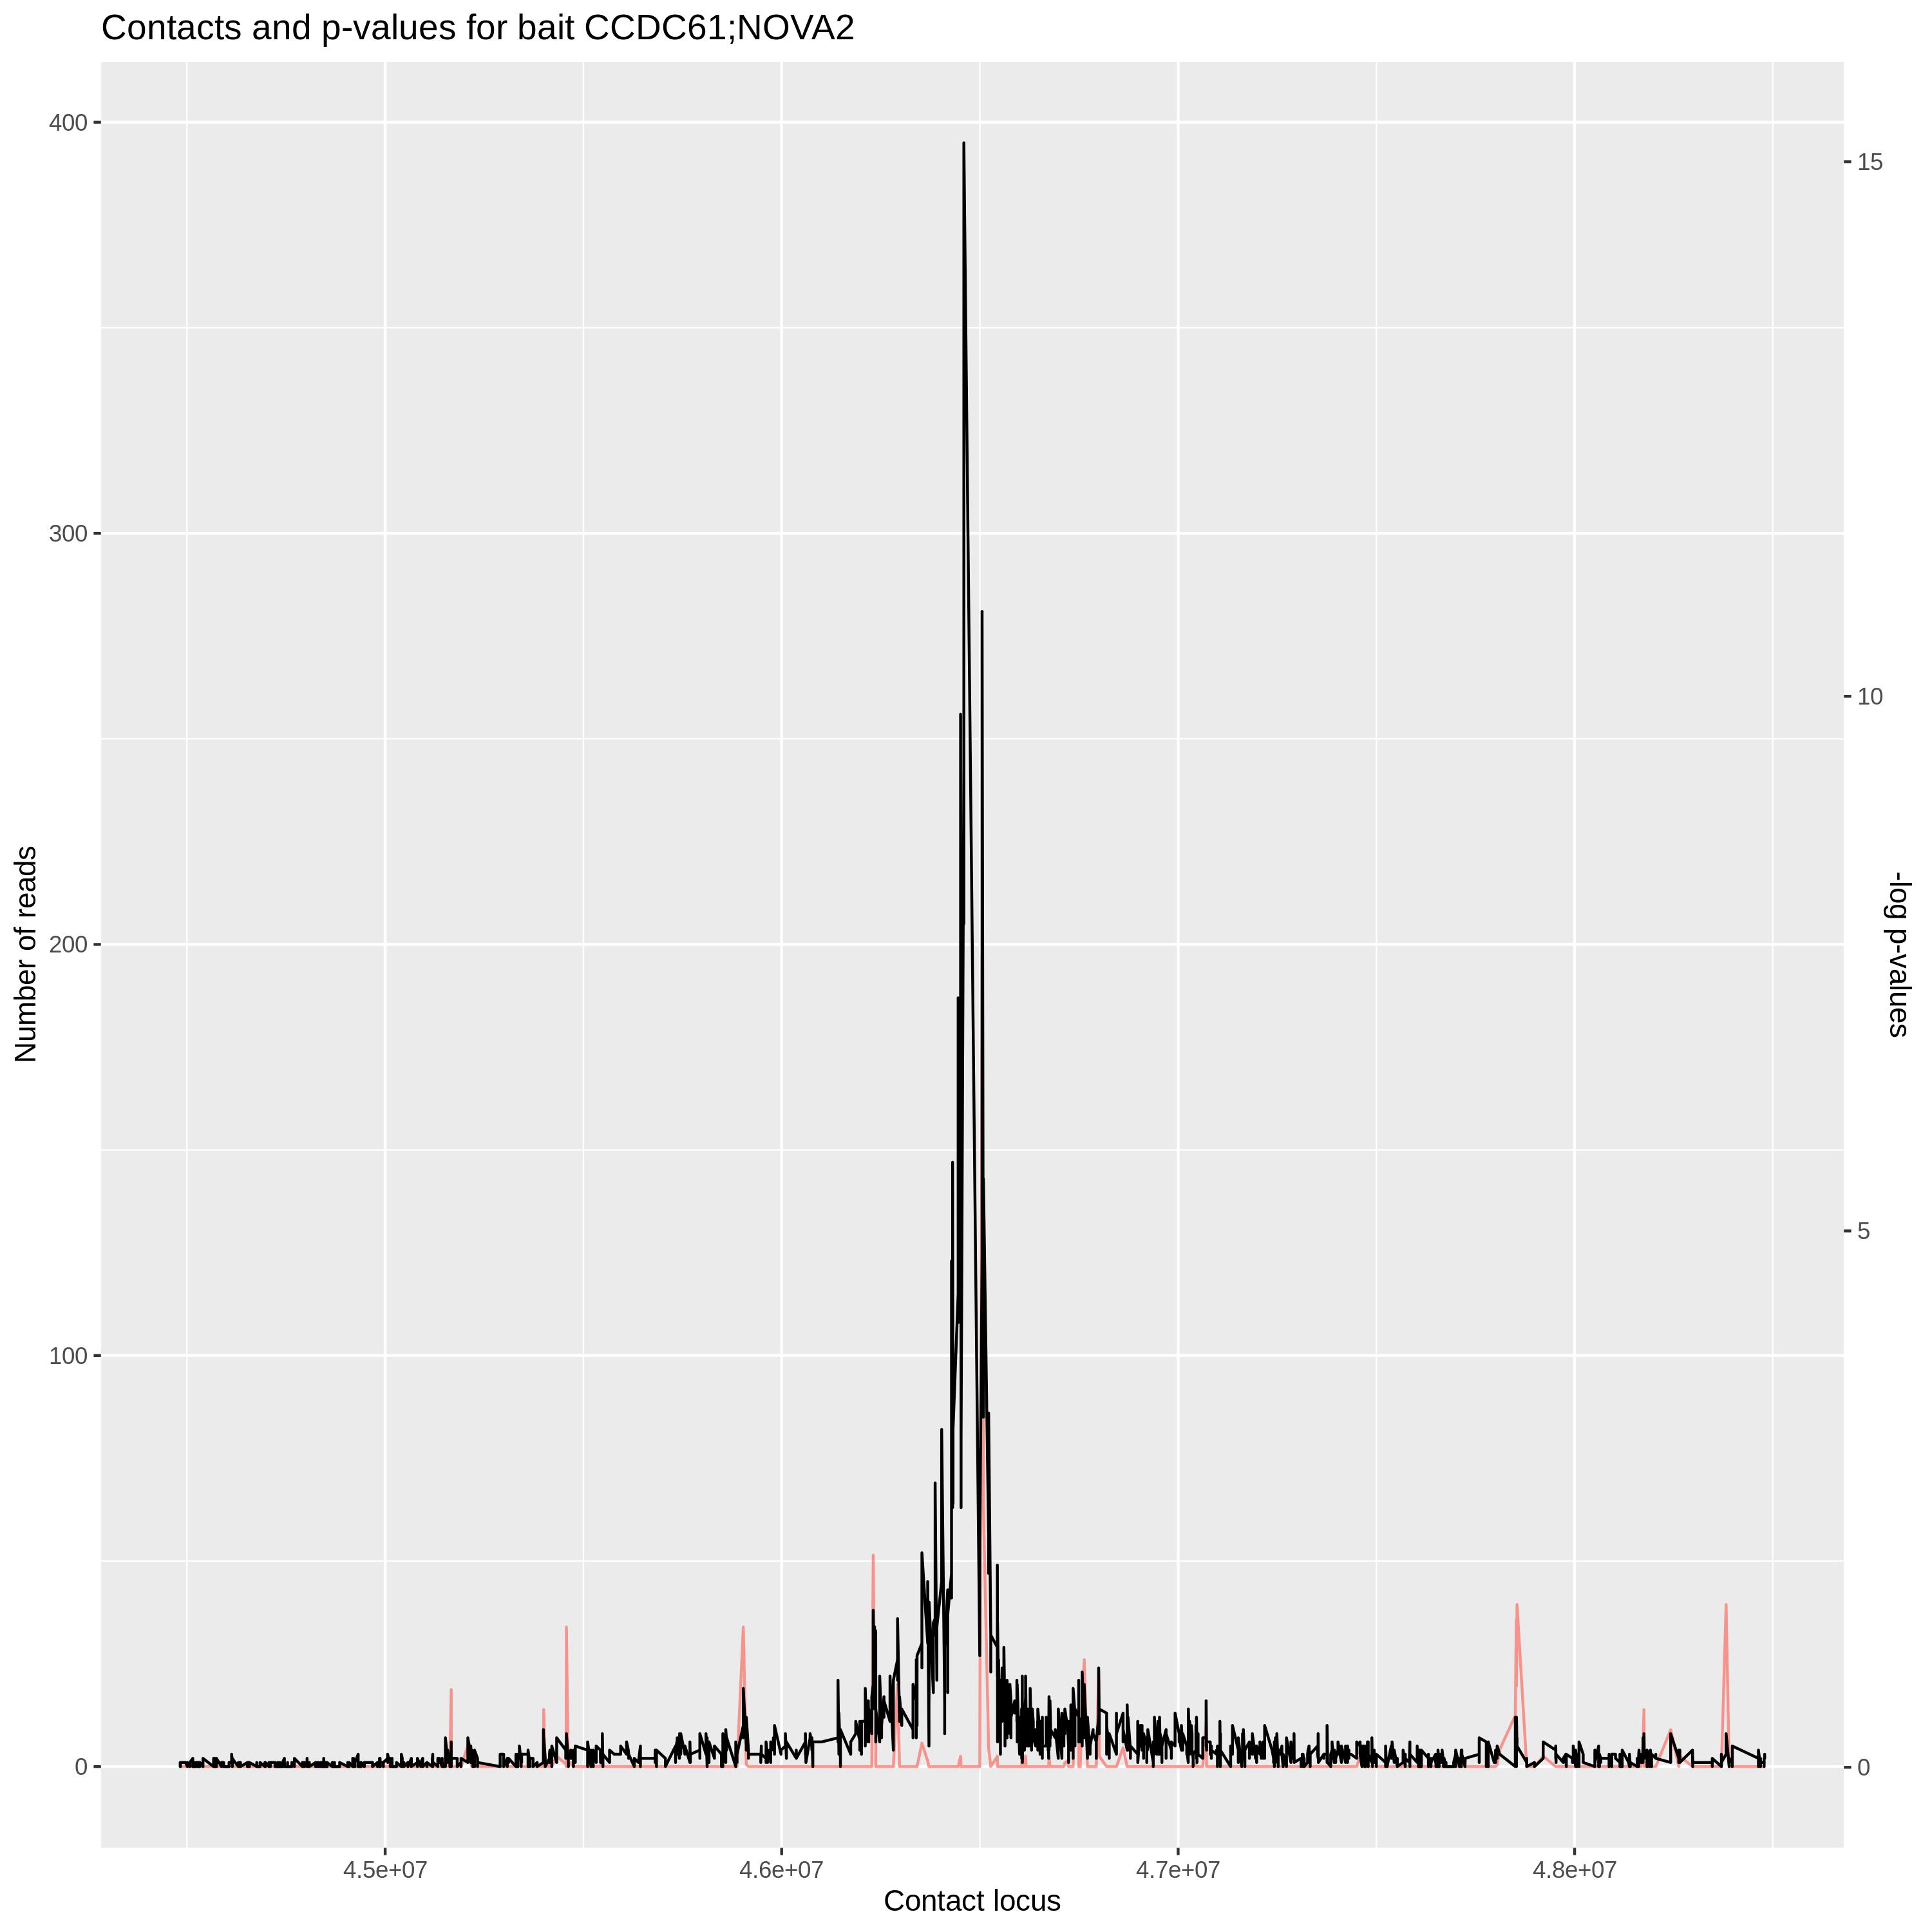 Contacts and p-values for bait CCDC61;NOVA2
400
300
200
100
0
Number of reads
15
10
5
0
-log p-values
4.5e+07
4.6e+07
4.7e+07
4.8e+07
Contact locus